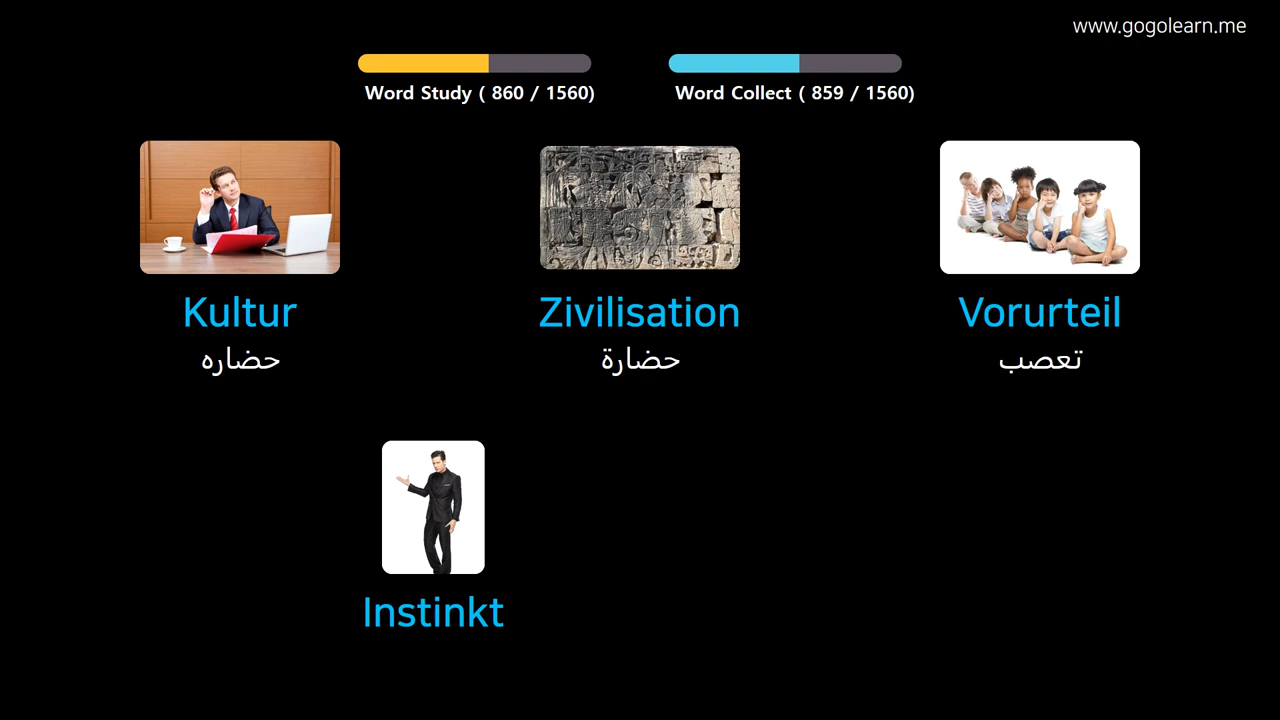 www.gogolearn.me
Word Study ( 860 / 1560)
Word Collect ( 859 / 1560)
Kultur
Zivilisation
Vorurteil
حضاره
حضارة
تعصب
Instinkt